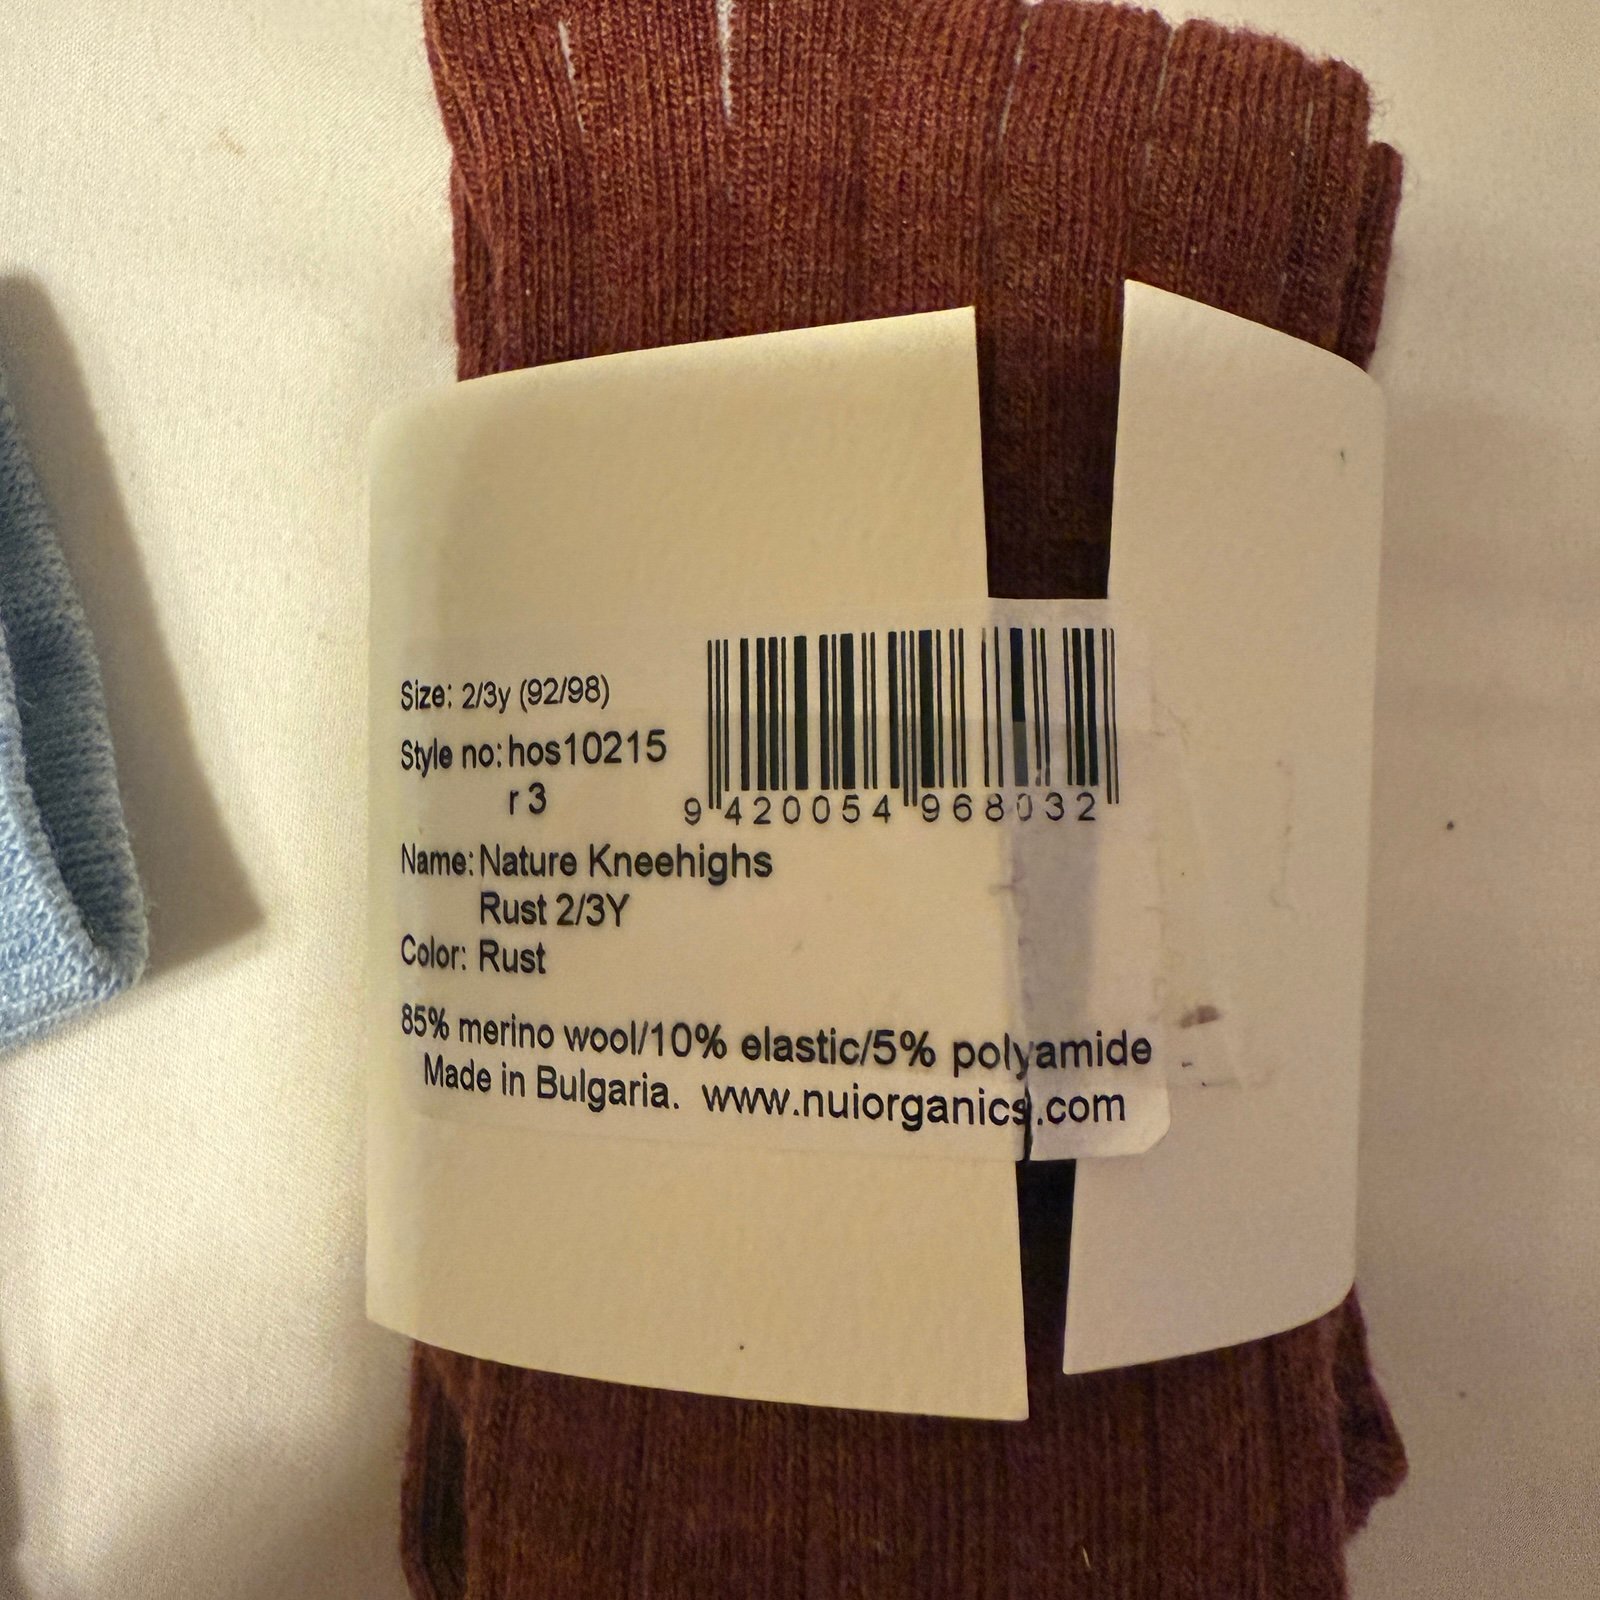 Size: 2/3y (92/98)
Style no: hos10215
r 3
9 420054 968032
Name: Nature Kneehighs
Rust 2/3Y
Color: Rust
85% merino wool/10% elastic/5% polyamide
Made in Bulgaria. www.nuiorganics.com